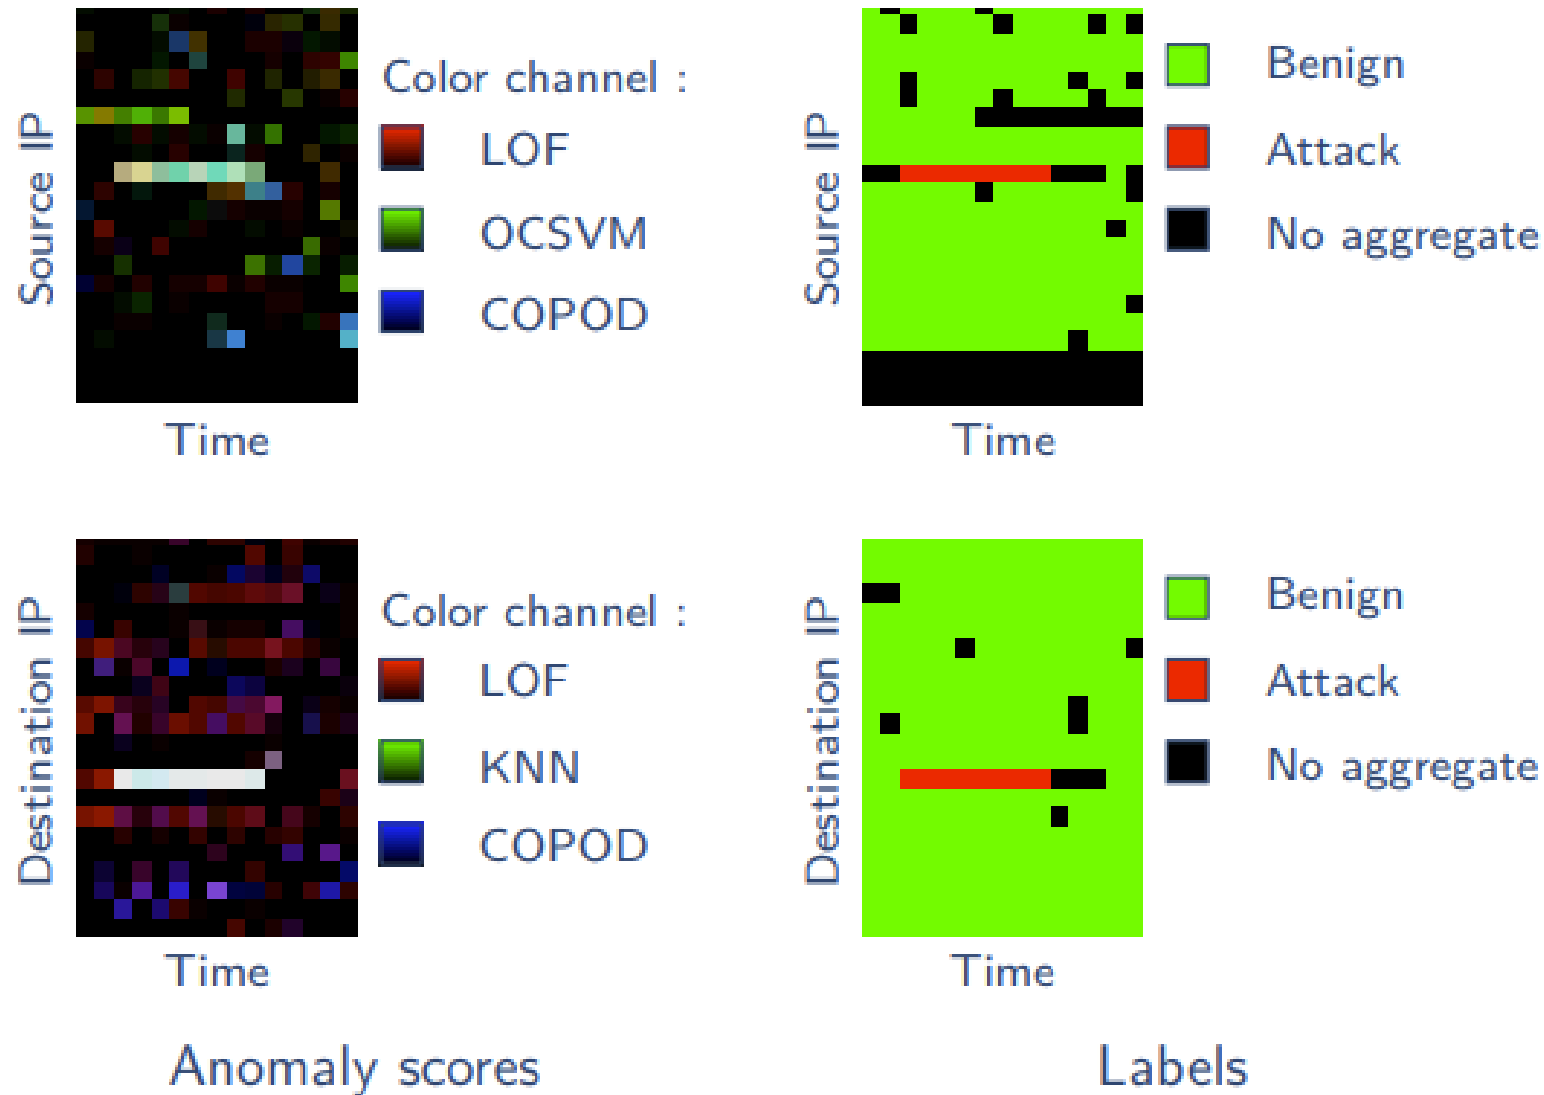 Source IP
Color channel :
LOF
OCSVM
COPOD
Time
Source IP
Benign
Attack
No aggregate
Time
Destination IP
Color channel :
LOF
KNN
COPOD
Time
Destination IP
Benign
Attack
No aggregate
Time
Anomaly scores
Labels